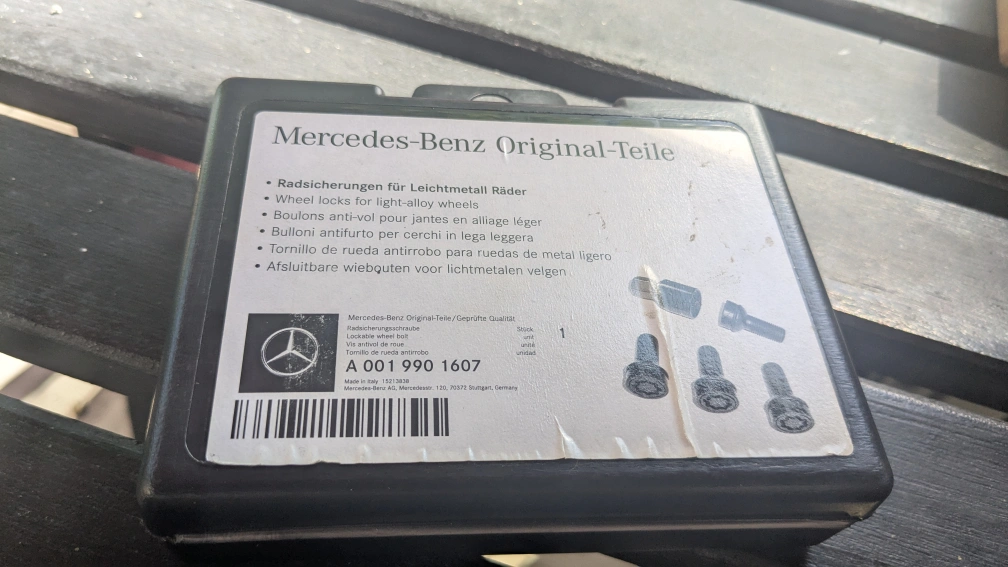 Mercedes-Benz Original-Teile
• Radsicherungen für Leichtmetall Räder
• Wheel locks for light-alloy wheels
• Boulons anti-vol pour jantes en alliage léger
• Bulloni antifurto per cerchi in lega leggera
• Tornillo de rueda antirrobo para ruedas de metal ligero
• Afsluitbare wiebouten voor lichtmetalen velgen
Mercedes-Benz Original-Teile/Geprüfte Qualität
Radsicherungsschraube
Lockable wheel bolt
Vis antivol de roue
Tornillo de rueda antirrobo
Stück
unit
unité
unidad
1
A 001 990 1607
Made in Italy 15213838
Mercedes-Benz AG, Mercedesstr. 120, 70372 Stuttgart, Germany